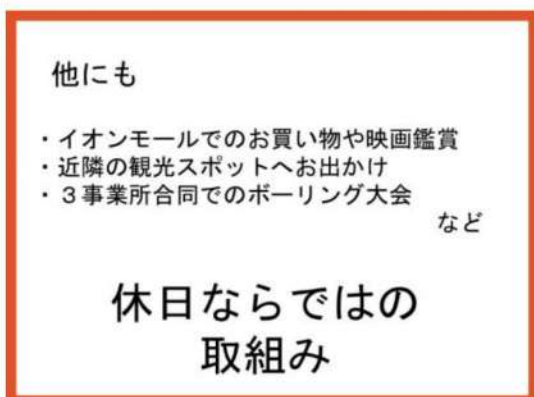 他にも
・イオンモールでのお買い物や映画鑑賞
・近隣の観光スポットへお出かけ
・３事業所合同でのボーリング大会
など
休日ならではの
取組み